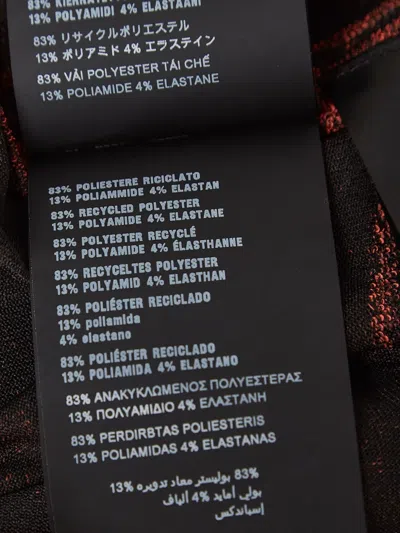 83% KIERRÄTE
13% POLYAMIDI 4% ELASTAANI
83% リサイクルポリエステル
13% ポリアミド 4% エラステイン
83% VẢI POLYESTER TÁI CHẾ
13% POLIAMIDE 4% ELASTANE
83% POLIESTERE RICICLATO
13% POLIAMMIDE 4% ELASTAN
83% RECYCLED POLYESTER
13% POLYAMIDE 4% ELASTANE
83% POLYESTER RECYCLÉ
13% POLYAMIDE 4% ÉLASTHANNE
83% RECYCELTES POLYESTER
13% POLYAMID 4% ELASTHAN
83% POLIÉSTER RECICLADO
13% poliamida
4% elastano
83% POLIÉSTER RECICLADO
13% POLIAMIDA 4% ELASTANO
83% ΑΝΑΚΥΚΛΩΜΕΝΟΣ ΠΟΛΥΕΣΤΕΡΑΣ
13% ΠΟΛΥΑΜΙΔΙΟ 4% ΕΛΑΣΤΑΝΗ
83% PERDIRBTAS POLIESTERIS
13% POLIAMIDAS 4% ELASTANAS
83% بوليستر معاد تدويره 13%
بولي أمايد 4% ألياف
إسباندكس